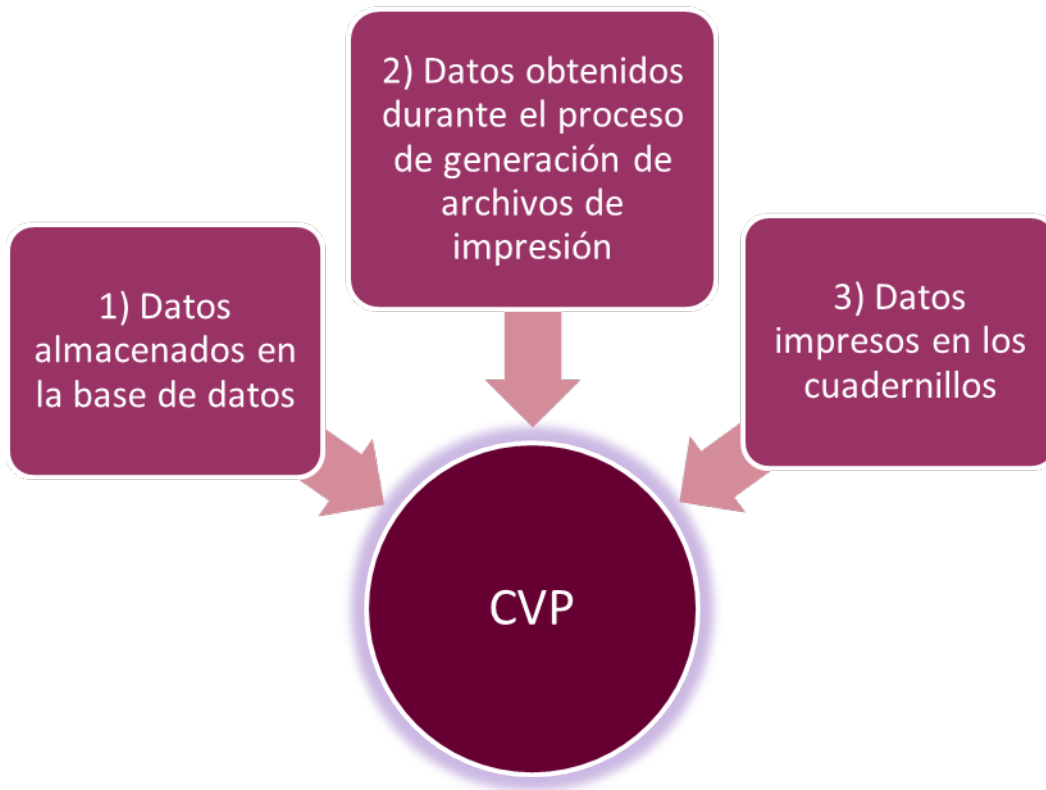 1) Datos
almacenados en
la base de datos
2) Datos obtenidos
durante el proceso
de generación de
archivos de
impresión
3) Datos
impresos en los
cuadernillos
CVP